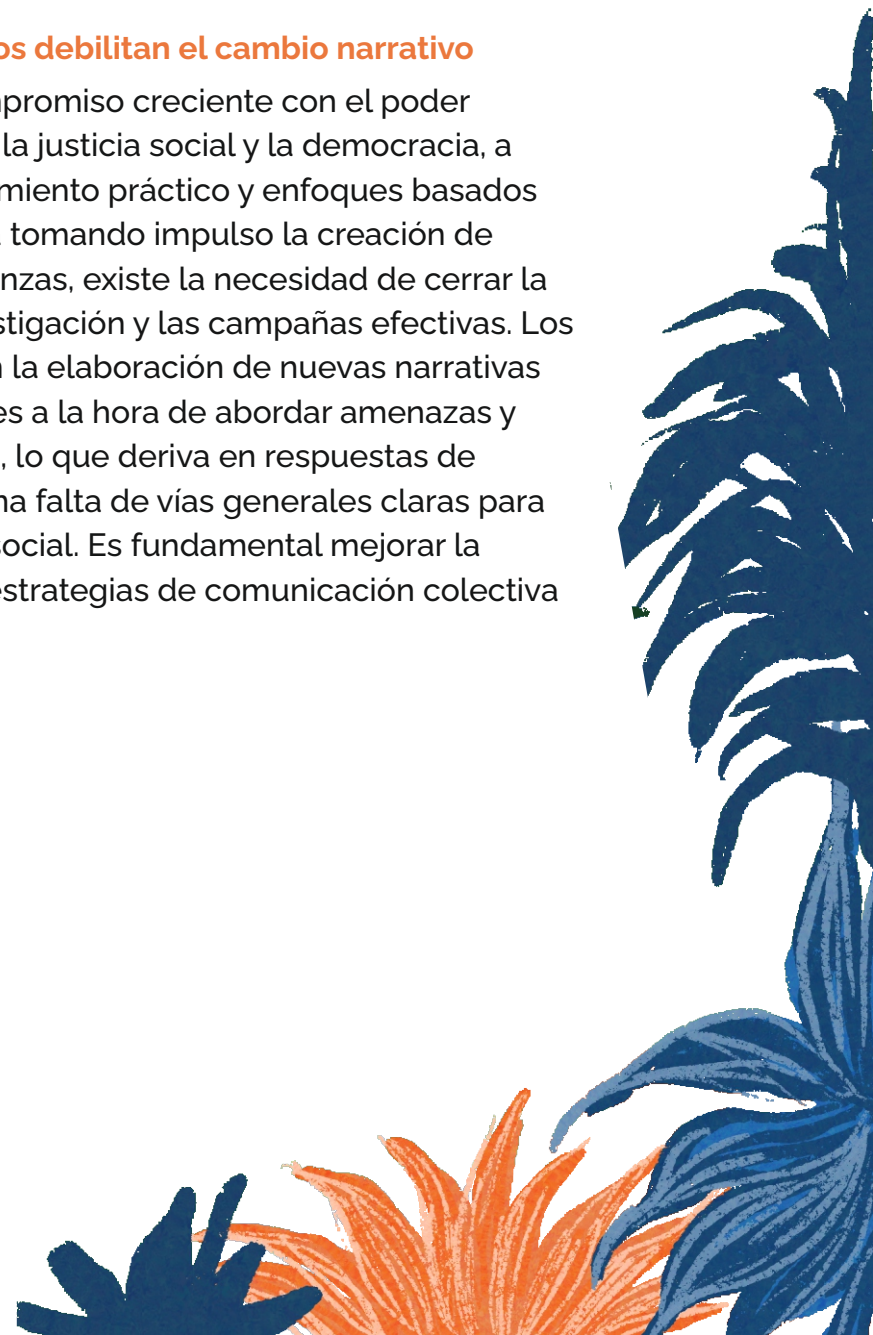 os debilitan el cambio narrativo
promiso creciente con el poder
la justicia social y la democracia, a
miento práctico y enfoques basados
tomando impulso la creación de
nzas, existe la necesidad de cerrar la
stigación y las campañas efectivas. Los
la elaboración de nuevas narrativas
es a la hora de abordar amenazas y
, lo que deriva en respuestas de
na falta de vías generales claras para
social. Es fundamental mejorar la
estrategias de comunicación colectiva